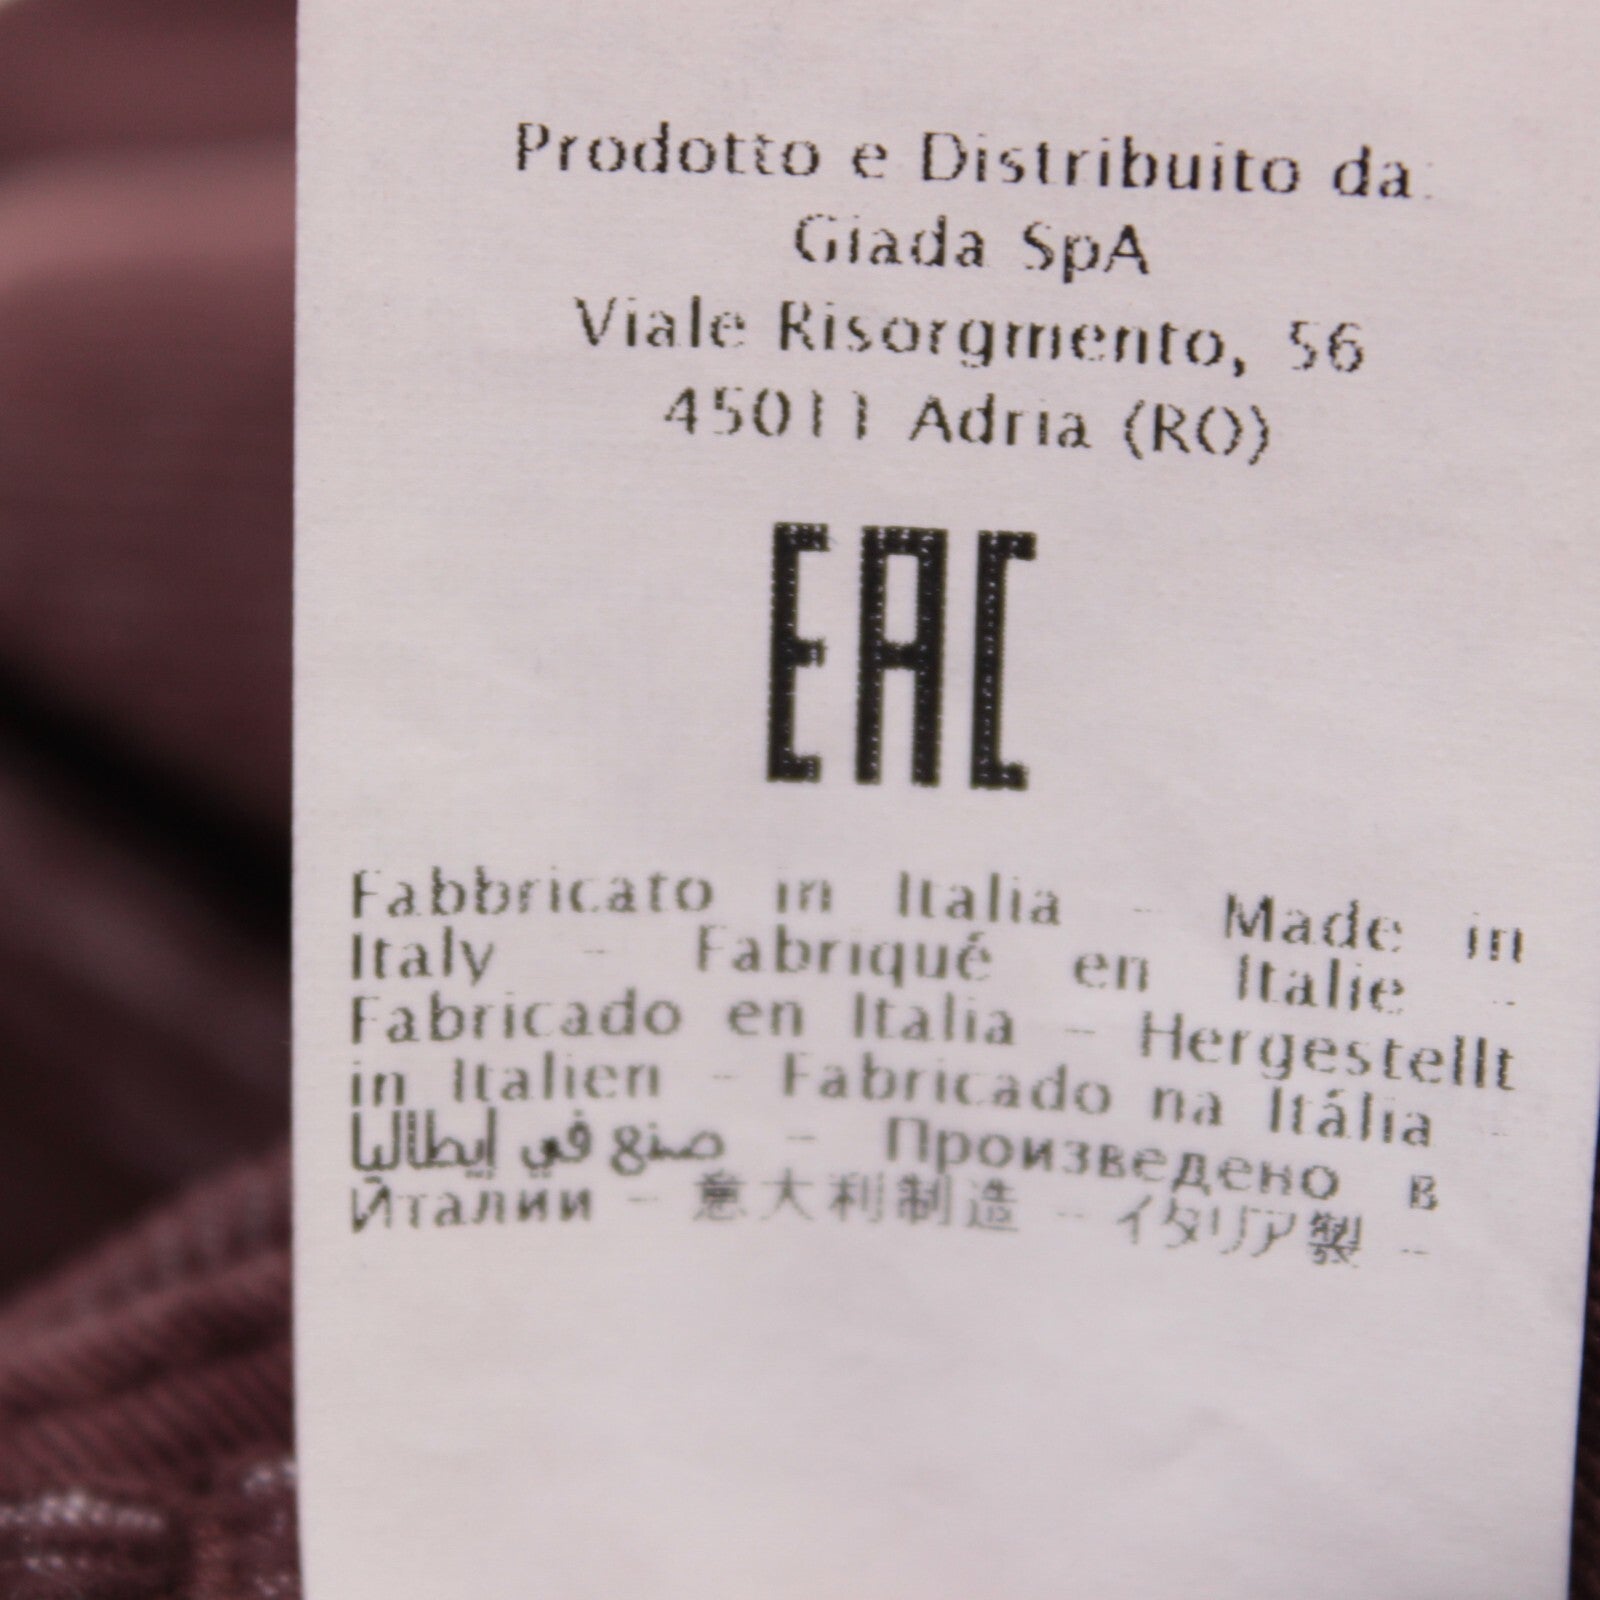 Prodotto e Distribuito da:
Giada SpA
Viale Risorgmento, 56
45011 Adria (RO)
EAC
Fabbricato in Italia - Made in
Italy - Fabriqué en Italie -
Fabricado en Italia - Hergestellt
in Italien - Fabricado na Itália -
صنع في إيطاليا - Произведено в
Италии - 意大利制造 - イタリア製 -